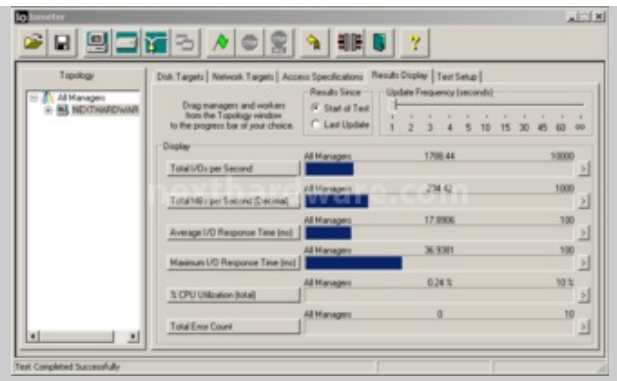 Iometer
Topology
All Managers
NEXTHARDWAR
Disk Targets | Network Targets | Access Specifications | Results Display | Test Setup
Drag managers and workers
from the Topology window
to the progress bar of your choice.
Results Since
Start of Test
Last Update
Update Frequency (seconds)
1 2 3 4 5 10 15 30 45 60 oo
Display
All Managers 1788.44 10000
Total I/Os per Second
All Managers 234.42 1000
Total MBs per Second (Decimal)
All Managers 17.8906 100
Average I/O Response Time (ms)
All Managers 36.9381 100
Maximum I/O Response Time (ms)
All Managers 0.24 % 10 %
% CPU Utilization (total)
All Managers 0 10
Total Error Count
nexthardware.com
Test Completed Successfully